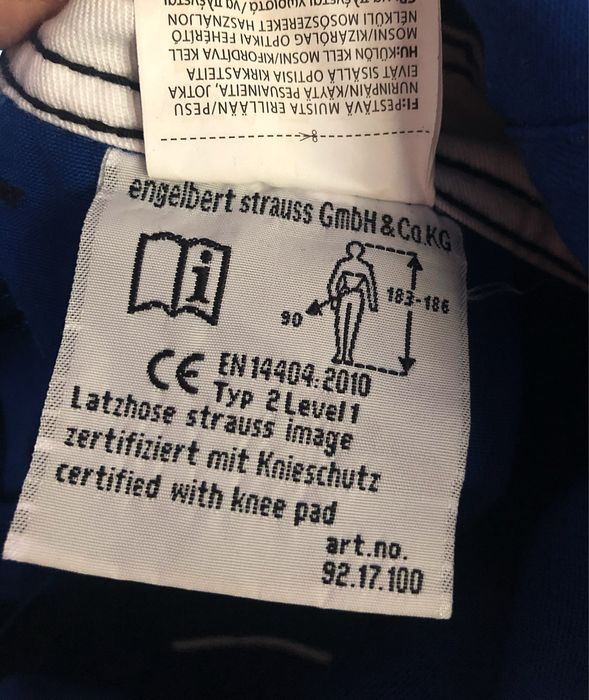 FI:PESTÄVÄ MUISTA ERILLÄÄN/PESU
NURINPÄIN/KÄYTÄ PESUAINEITA, JOTKA
EIVÄT SISÄLLÄ OPTISIA KIRKASTEITA
HU:KÜLÖN KELL MOSNI/KIFORDÍTVA KELL
MOSNI/KIZÁRÓLAG OPTIKAI FEHÉRÍTŐ
NÉLKÜLI MOSÓSZERET HASZNÁLJON
engelbert strauss GmbH & Co.KG
183-186
90
CE EN 14404:2010
Typ 2 Level 1
Latzhose strauss image
zertifiziert mit Knieschutz
certified with knee pad
art.no.
92.17.100